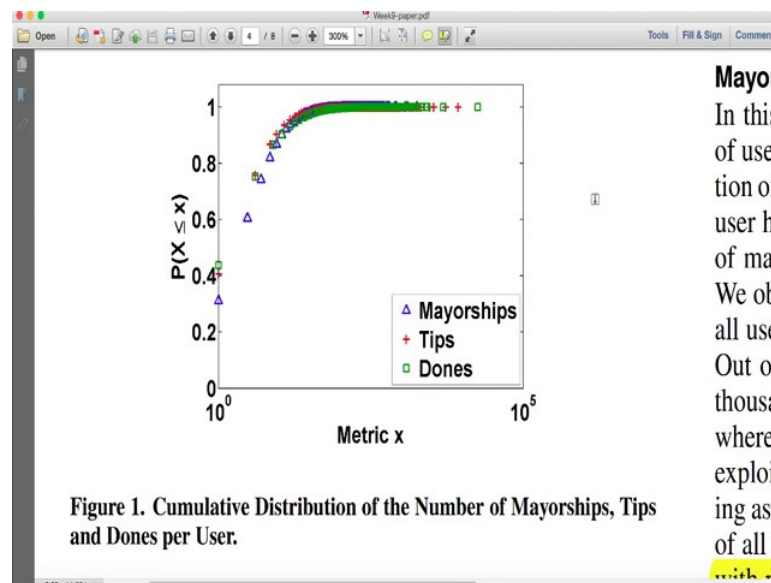 Week9-paper.pdf
Open
4 / 8
300%
Tools Fill & Sign Comment
P(X ≤ x)
1
0.8
0.6
0.4
0.2
0
Mayorships
Tips
Dones
10^0
10^5
Metric x
Figure 1. Cumulative Distribution of the Number of Mayorships, Tips
and Dones per User.
Mayo
In this
of use
tion of
user h
of ma
We ob
all use
Out o
thousa
where
exploi
ing as
of all